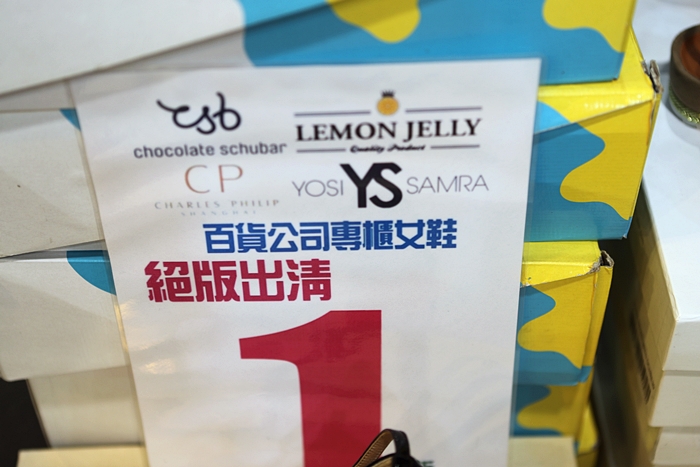 csb
chocolate schubar
LEMON JELLY
Quality Product
CP
CHARLES PHILIP
SHANGHAI
YOSI YS SAMRA
百貨公司專櫃女鞋
絕版出清
1